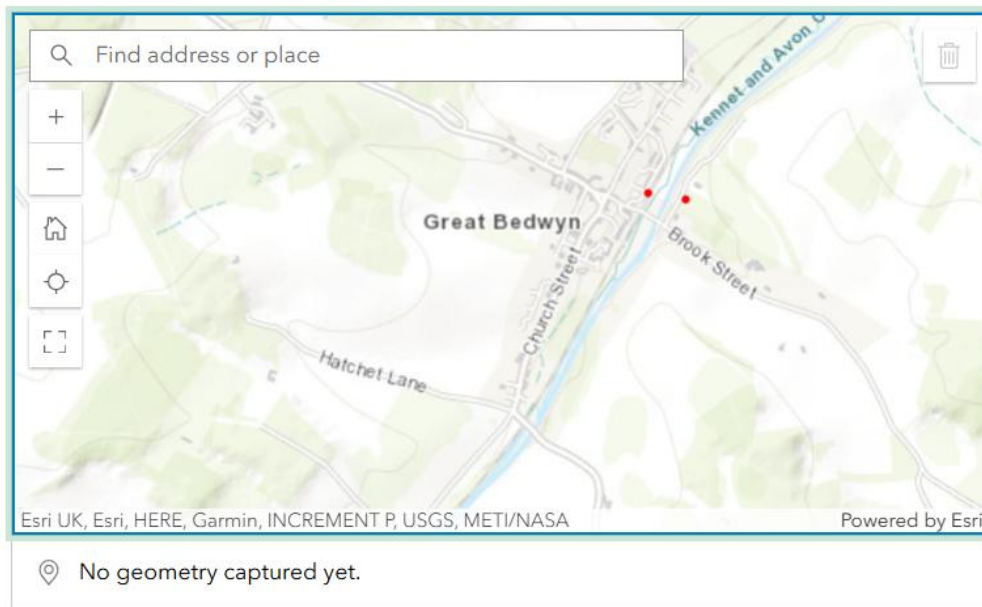 Find address or place
Kennet and Avon
Great Bedwyn
Brook Street
Church Street
Hatchet Lane
Esri UK, Esri, HERE, Garmin, INCREMENT P, USGS, METI/NASA
Powered by Esri
No geometry captured yet.